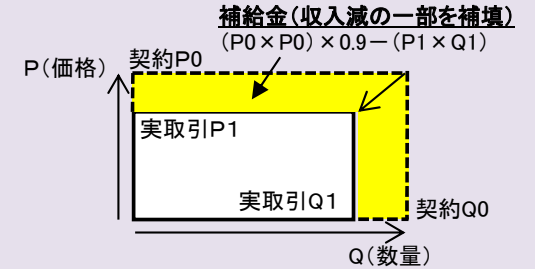 補給金（収入減の一部を補填）
（P0×P0）×0.9－（P1×Q1）
P（価格）
契約P0
実取引P1
実取引Q1
契約Q0
Q（数量）